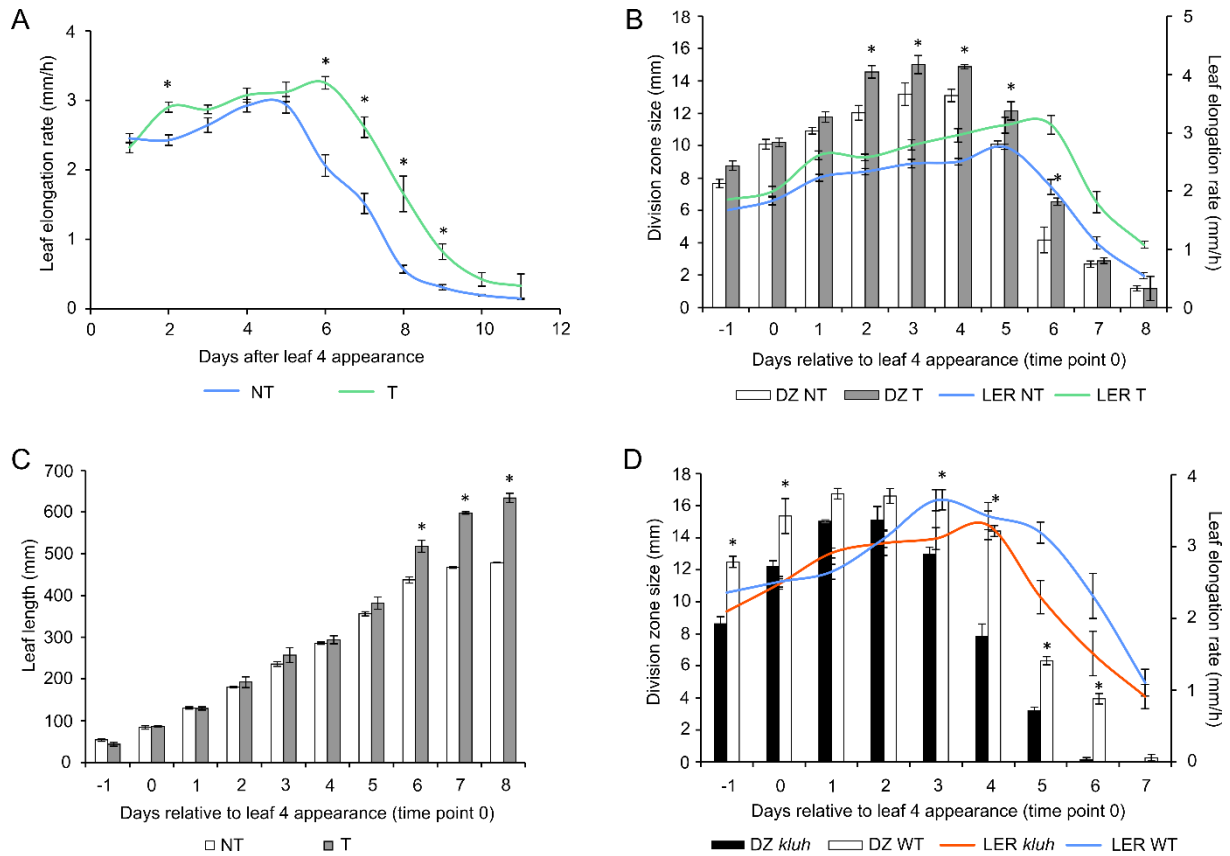 A
Leaf elongation rate (mm/h)
4
3
2
1
0
* * * * * *
0 2 4 6 8 10 12
Days after leaf 4 appearance
NT T
B
Division zone size (mm)
18
16
14
12
10
8
6
4
2
0
* * * * *
5
4
3
2
1
0
Leaf elongation rate (mm/h)
-1 0 1 2 3 4 5 6 7 8
Days relative to leaf 4 appearance (time point 0)
DZ NT DZ T LER NT LER T
C
Leaf length (mm)
700
600
500
400
300
200
100
0
* * *
-1 0 1 2 3 4 5 6 7 8
Days relative to leaf 4 appearance (time point 0)
NT T
D
Division zone size (mm)
18
16
14
12
10
8
6
4
2
0
* * * * * *
4
3
2
1
0
Leaf elongation rate (mm/h)
-1 0 1 2 3 4 5 6 7
Days relative to leaf 4 appearance (time point 0)
DZ kluh DZ WT LER kluh LER WT